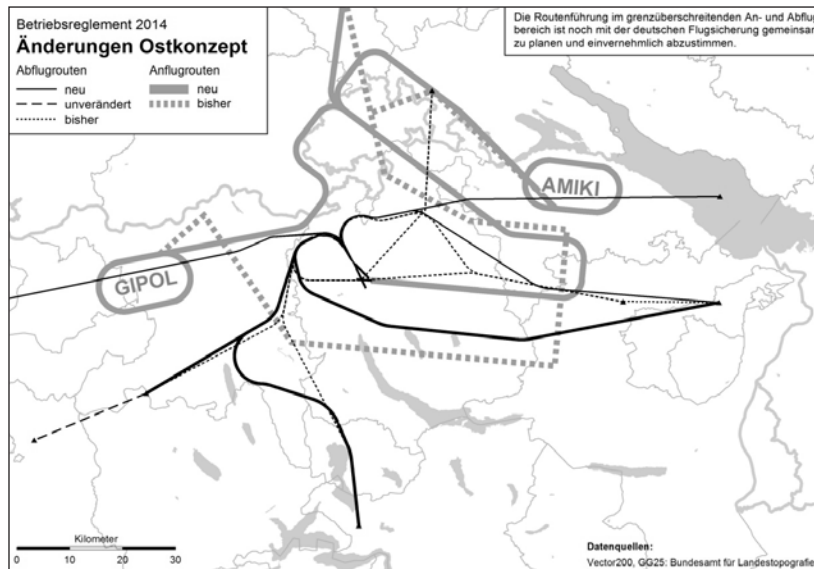 Betriebsreglement 2014
Änderungen Ostkonzept
Abflugrouten Anflugrouten
neu neu
unverändert bisher
bisher
Die Routenführung im grenzüberschreitenden An- und Abflug
bereich ist noch mit der deutschen Flugsicherung gemeinsam
zu planen und einvernehmlich abzustimmen.
AMIKI
GIPOL
Kilometer
0 10 20 30
Datenquellen:
Vector200, GG25: Bundesamt für Landestopografie